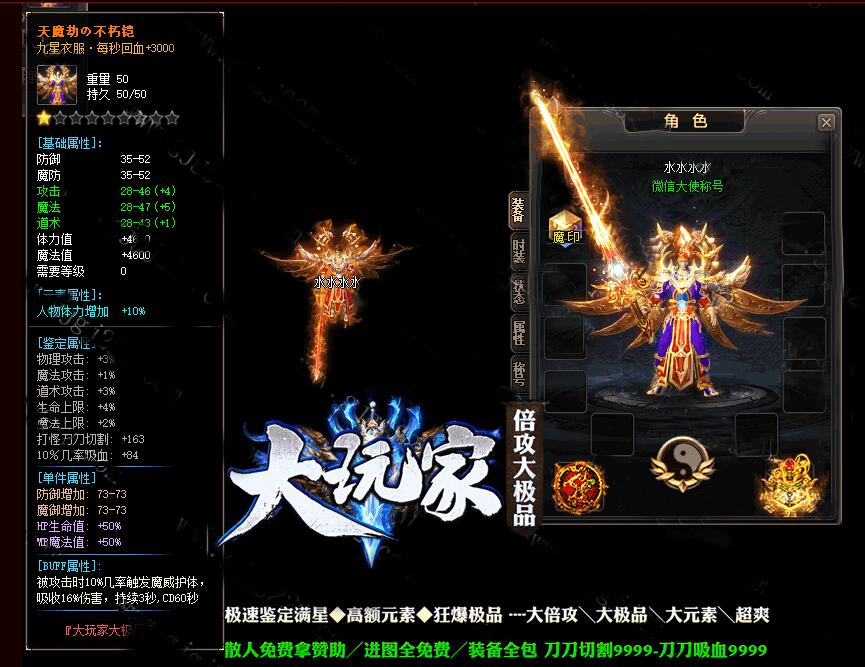 天魔劫の不朽铠
九星衣服·每秒回血+3000
重量 50
持久 50/50
[基础属性]:
防御 35-52
魔防 35-52
攻击 28-46 (+4)
魔法 28-47 (+5)
道术 28-43 (+1)
体力值
魔法值 +4600
需要等级 0
[元素属性]:
人物体力增加 +10%
[鉴定属性]
物理攻击: +3%
魔法攻击: +1%
道术攻击: +3%
生命上限: +4%
魔法上限: +2%
打怪刀刀切割: +163
10%几率吸血: +84
[单件属性]
防御增加: 73-73
魔御增加: 73-73
HP生命值: +50%
MP魔法值: +50%
[BUFF属性]:
被攻击时10%几率触发魔威护体,
吸收16%伤害, 持续3秒,CD60秒
『大玩家大极
水水水水
角 色
水水水水
微信大使称号
魔·印
装备
时装
状态
属性
称号
大玩家
倍攻大极品
极速鉴定满星◆高额元素◆狂爆极品 ----大倍攻╲大极品╲大元素╲超爽
散人免费拿赞助╱进图全免费╱装备全包 刀刀切割9999-刀刀吸血9999